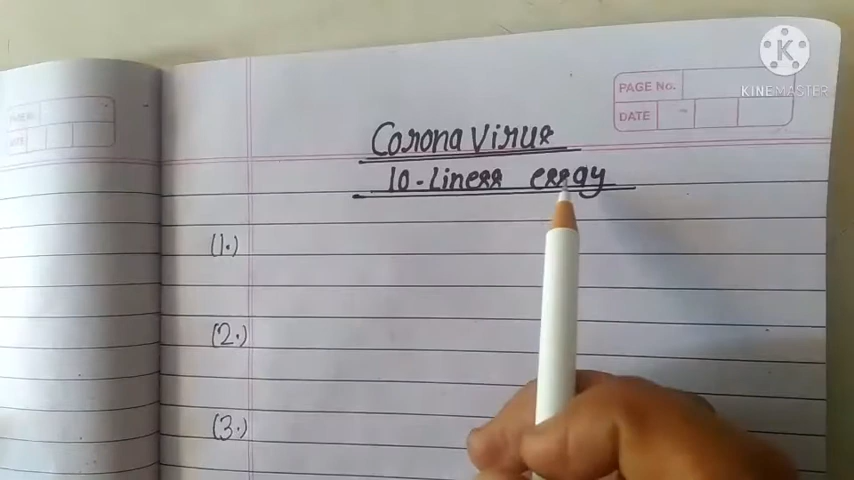 K
KINEMASTER
PAGE No.
DATE
Corona Virus
10-Liness essay
(1.)
(2.)
(3.)